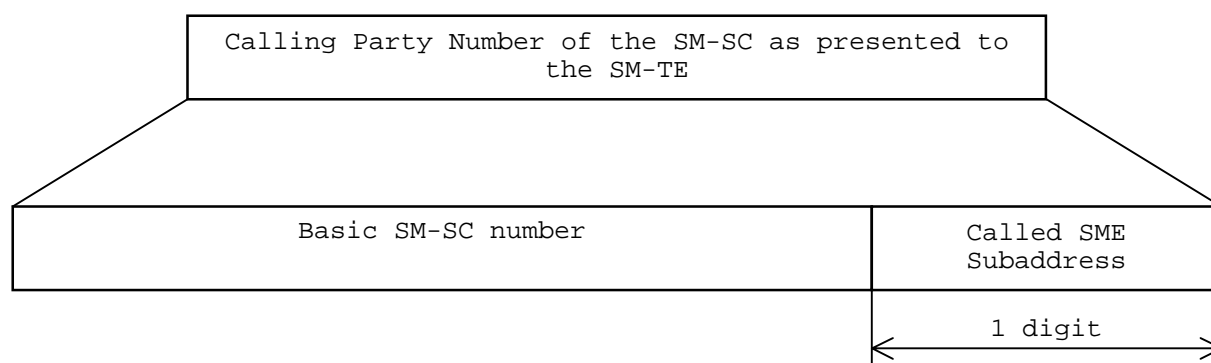 Calling Party Number of the SM-SC as presented to
the SM-TE
Basic SM-SC number
Called SME
Subaddress
1 digit